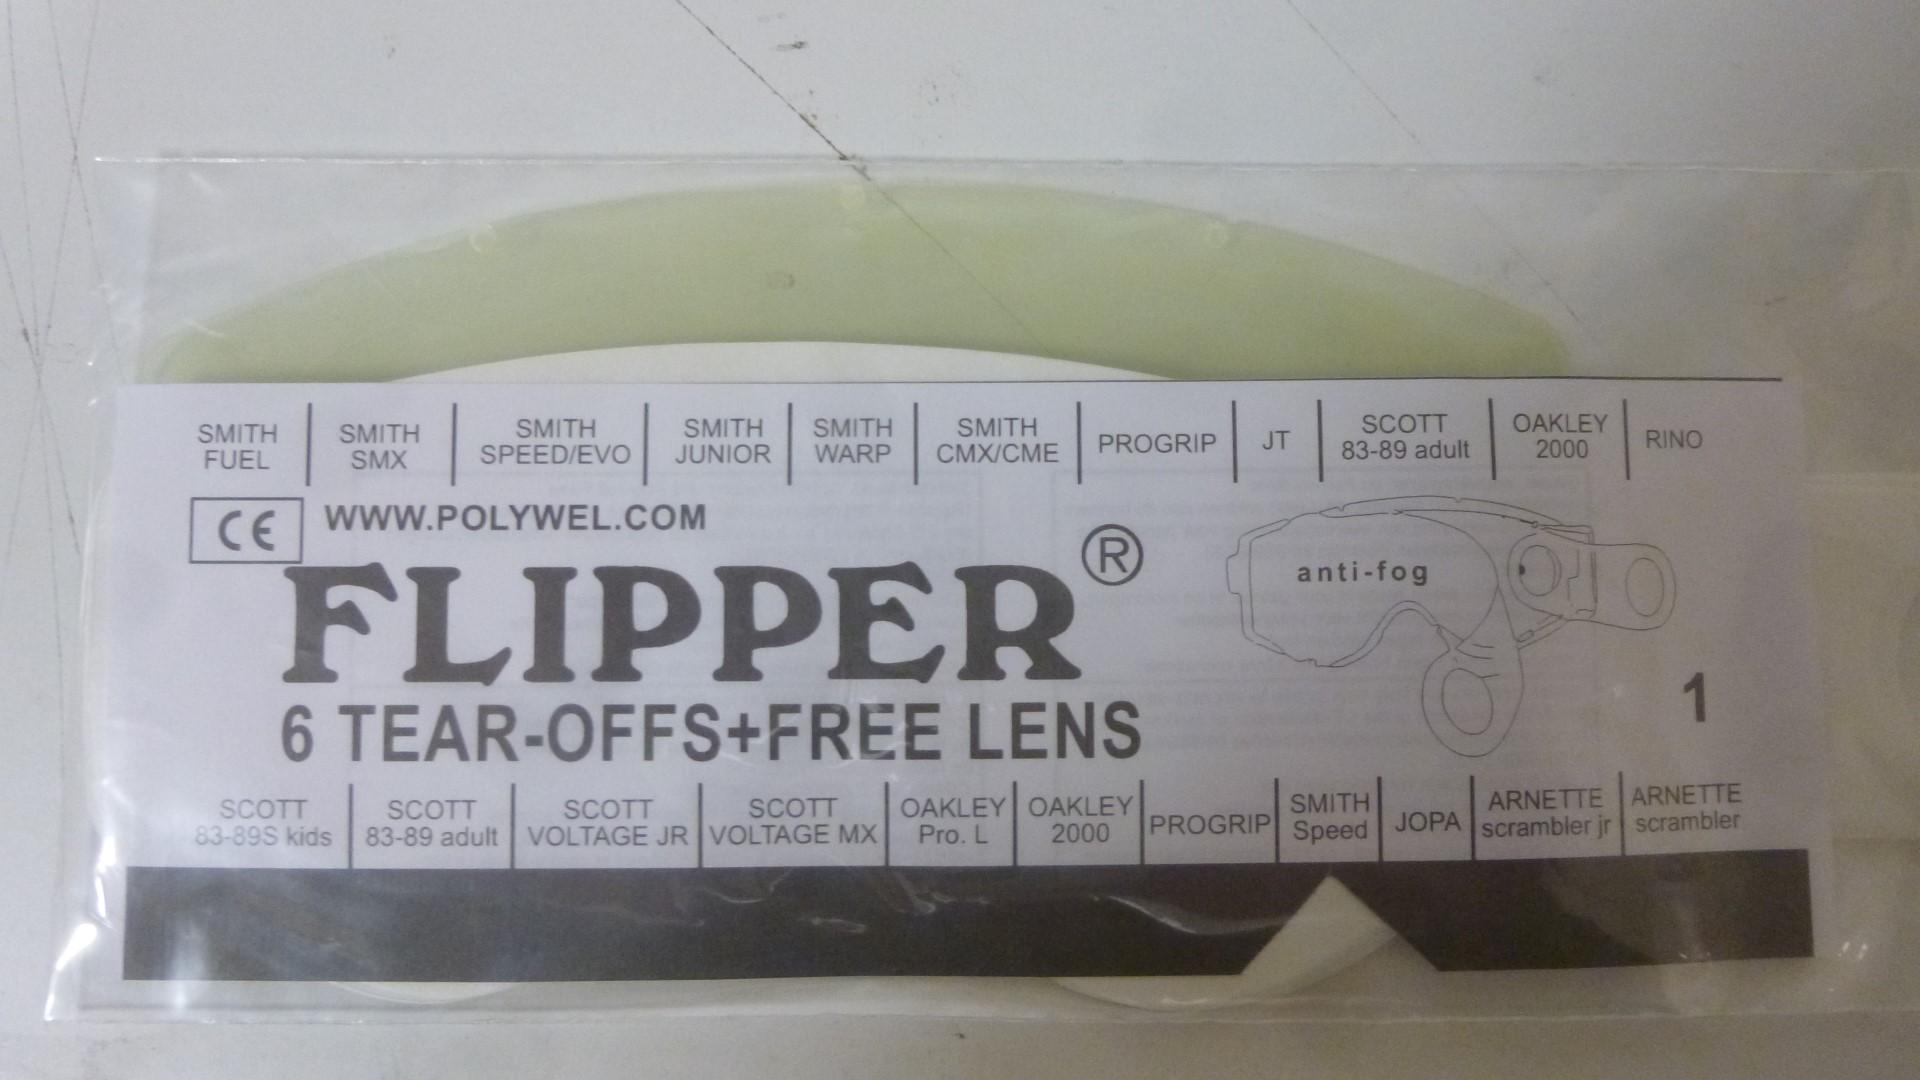 SMITH FUEL
SMITH SMX
SMITH SPEED/EVO
SMITH JUNIOR
SMITH WARP
SMITH CMX/CME
PROGRIP
JT
SCOTT 83-89 adult
OAKLEY 2000
RINO
CE
WWW.POLYWEL.COM
FLIPPER®
anti-fog
6 TEAR-OFFS+FREE LENS
1
SCOTT 83-89S kids
SCOTT 83-89 adult
SCOTT VOLTAGE JR
SCOTT VOLTAGE MX
OAKLEY Pro. L
OAKLEY 2000
PROGRIP
SMITH Speed
JOPA
ARNETTE scrambler jr
ARNETTE scrambler